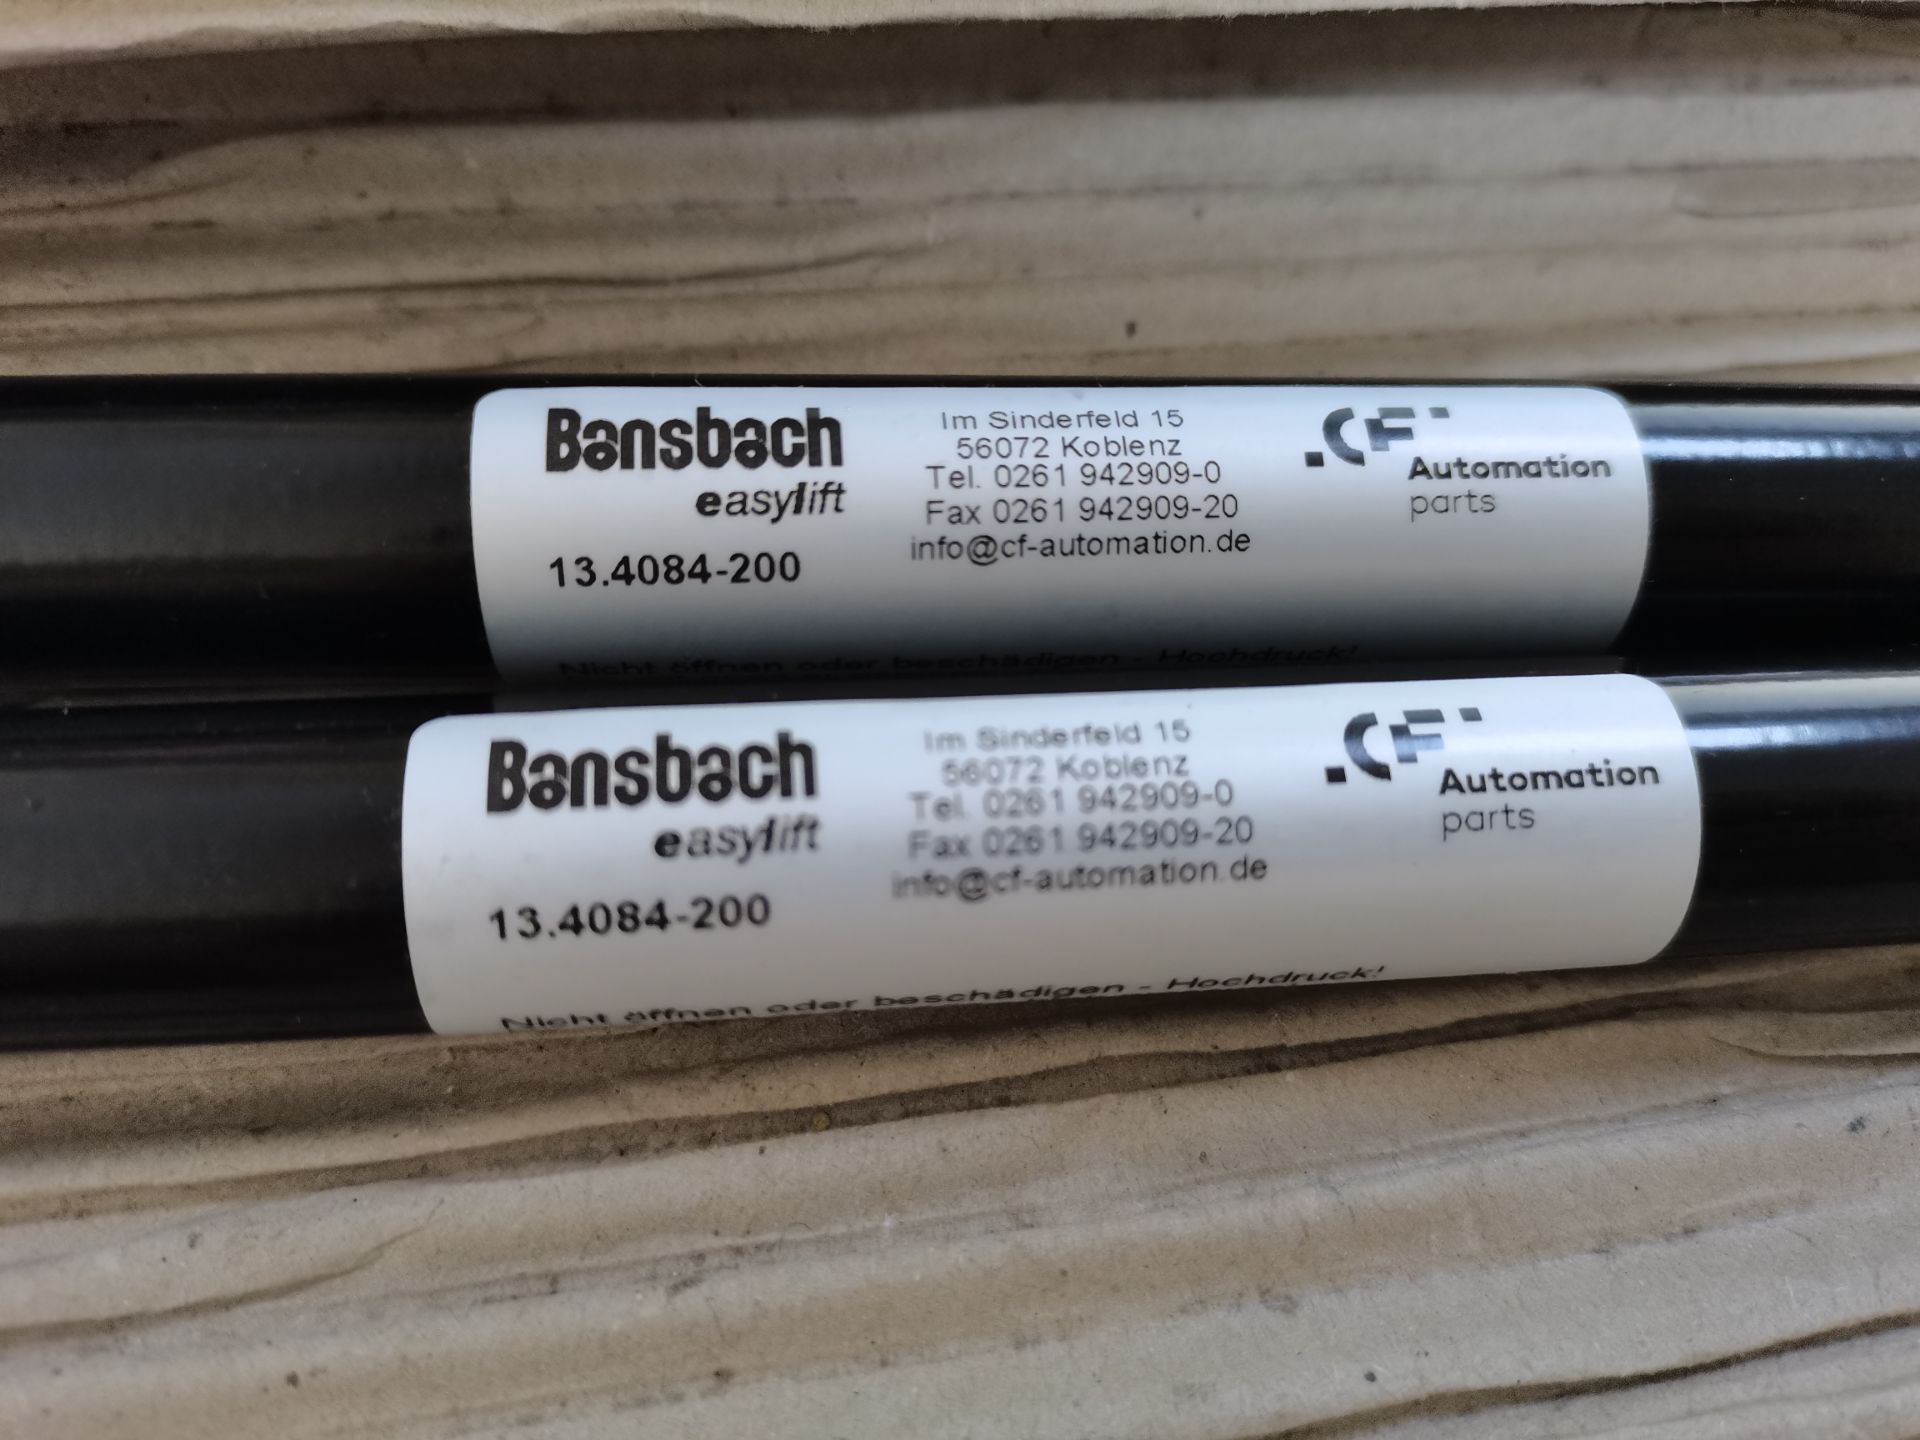 Bansbach
easylift
13.4084-200
Im Sinderfeld 15
56072 Koblenz
Tel. 0261 942909-0
Fax 0261 942909-20
info@cf-automation.de
CF
Automation
parts
Nicht öffnen oder beschädigen - Hochdruck!
Bansbach
easylift
13.4084-200
Im Sinderfeld 15
56072 Koblenz
Tel. 0261 942909-0
Fax 0261 942909-20
info@cf-automation.de
CF
Automation
parts
Nicht öffnen oder beschädigen - Hochdruck!